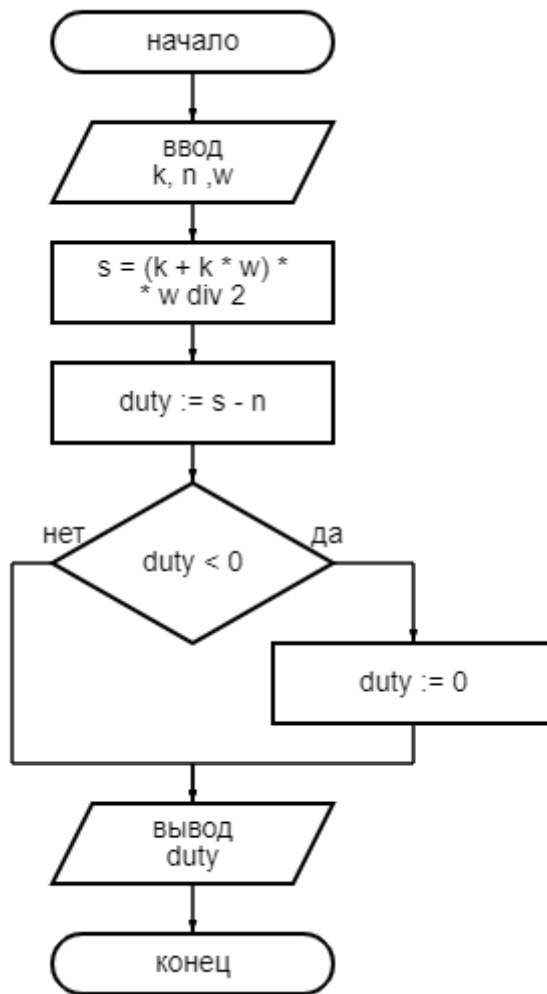 начало
ввод
k, n ,w
s = (k + k * w) *
* w div 2
duty := s - n
нет
да
duty < 0
duty := 0
вывод
duty
конец